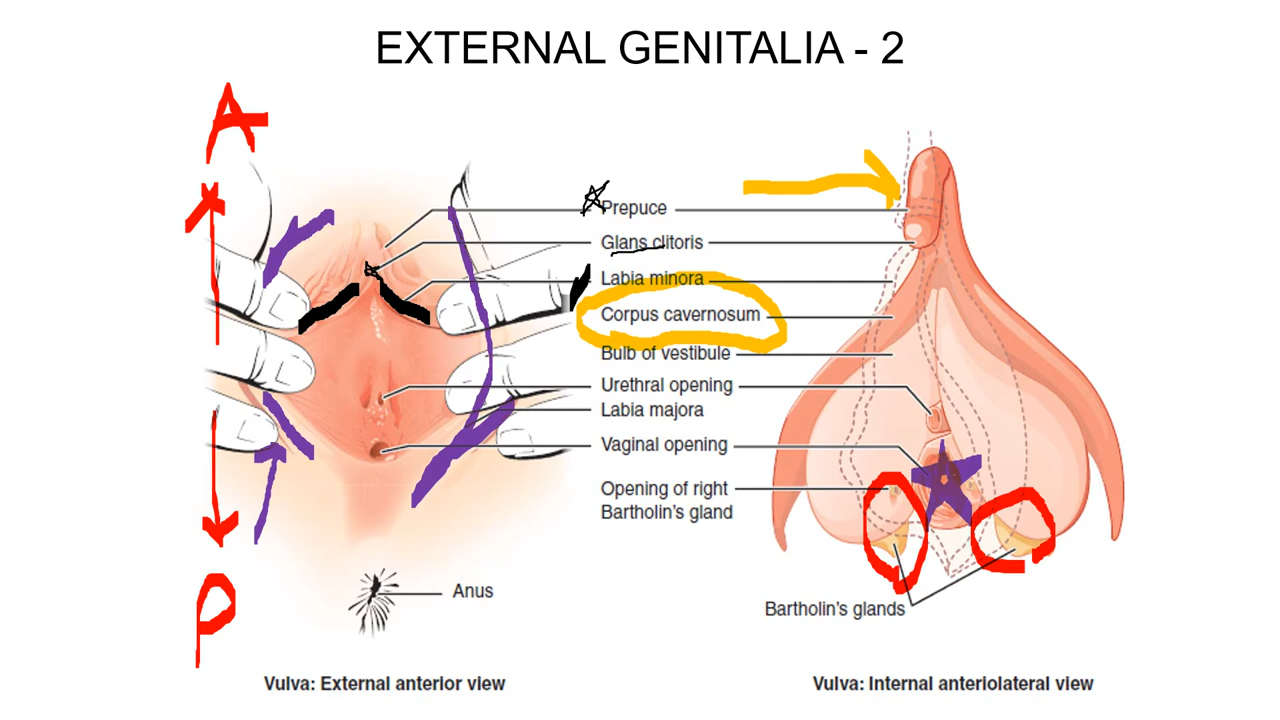 EXTERNAL GENITALIA - 2
A
Prepuce
Glans clitoris
Labia minora
Corpus cavernosum
Bulb of vestibule
Urethral opening
Labia majora
Vaginal opening
Opening of right
Bartholin's gland
P
Anus
Bartholin's glands
Vulva: External anterior view
Vulva: Internal anteriolateral view